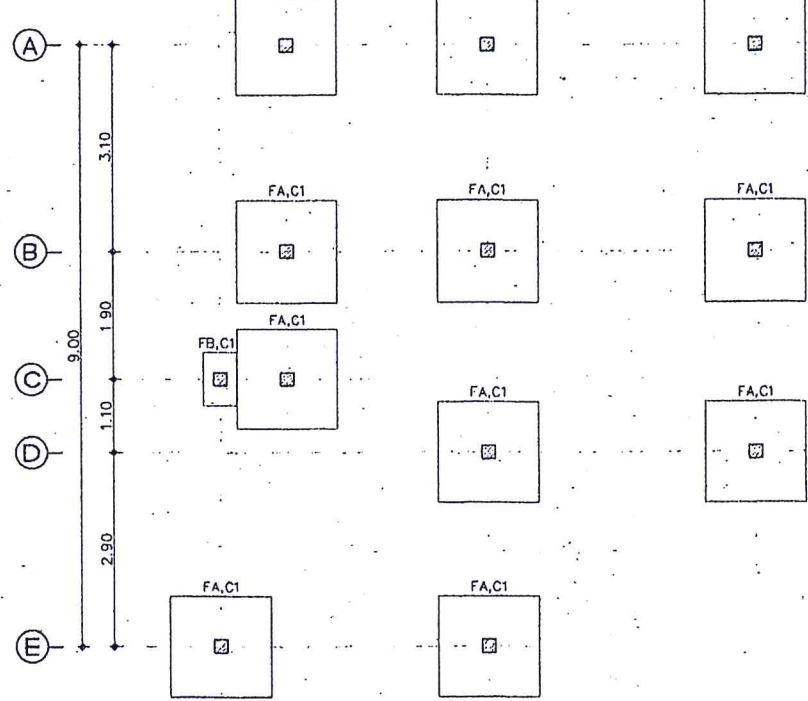 A
3.10
FA,C1 FA,C1 FA,C1
B
1.90
9.00
FA,C1
FB,C1
C
1.10
FA,C1 FA,C1
D
2.90
FA,C1 FA,C1
E